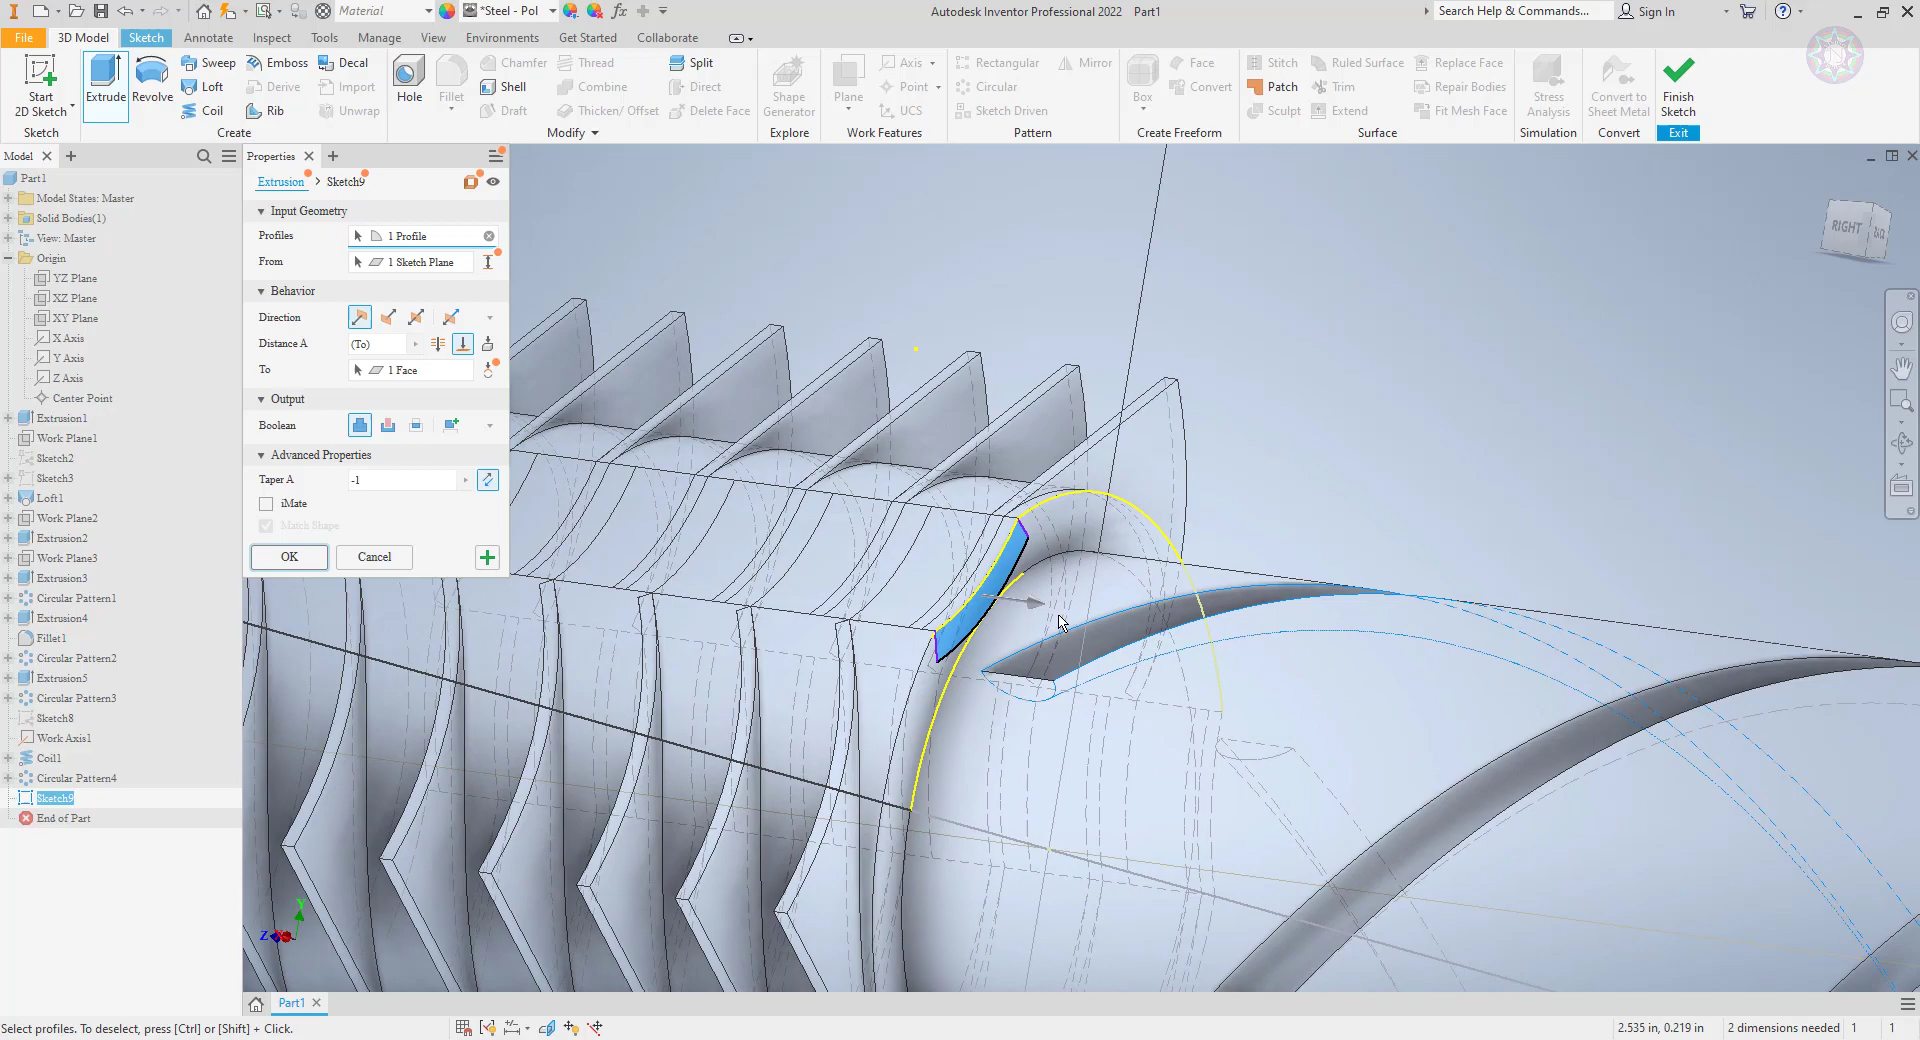 Material
*Steel - Pol
Autodesk Inventor Professional 2022 Part1
Search Help & Commands...
Sign In
File
3D Model
Sketch
Annotate
Inspect
Tools
Manage
View
Environments
Get Started
Collaborate
Start
2D Sketch
Sketch
Extrude
Revolve
Sweep
Loft
Coil
Emboss
Derive
Rib
Decal
Import
Unwrap
Create
Hole
Fillet
Chamfer
Shell
Draft
Thread
Combine
Thicken/ Offset
Split
Direct
Delete Face
Modify
Shape
Generator
Explore
Plane
Axis
Point
UCS
Work Features
Rectangular
Circular
Sketch Driven
Mirror
Pattern
Box
Face
Convert
Create Freeform
Stitch
Patch
Sculpt
Ruled Surface
Trim
Extend
Replace Face
Repair Bodies
Fit Mesh Face
Surface
Stress
Analysis
Simulation
Convert to
Sheet Metal
Convert
Finish
Sketch
Exit
Model
Part1
Model States: Master
Solid Bodies(1)
View: Master
Origin
YZ Plane
XZ Plane
XY Plane
X Axis
Y Axis
Z Axis
Center Point
Extrusion1
Work Plane1
Sketch2
Sketch3
Loft1
Work Plane2
Extrusion2
Work Plane3
Extrusion3
Circular Pattern1
Extrusion4
Fillet1
Circular Pattern2
Extrusion5
Circular Pattern3
Sketch8
Work Axis1
Coil1
Circular Pattern4
Sketch9
End of Part
Properties
Extrusion > Sketch9
Input Geometry
Profiles 1 Profile
From 1 Sketch Plane
Behavior
Direction
Distance A (To)
To 1 Face
Output
Boolean
Advanced Properties
Taper A -1
iMate
Match Shape
OK Cancel
RIGHT
Y
Z
Part1
Select profiles. To deselect, press [Ctrl] or [Shift] + Click.
2.535 in, 0.219 in 2 dimensions needed 1 1